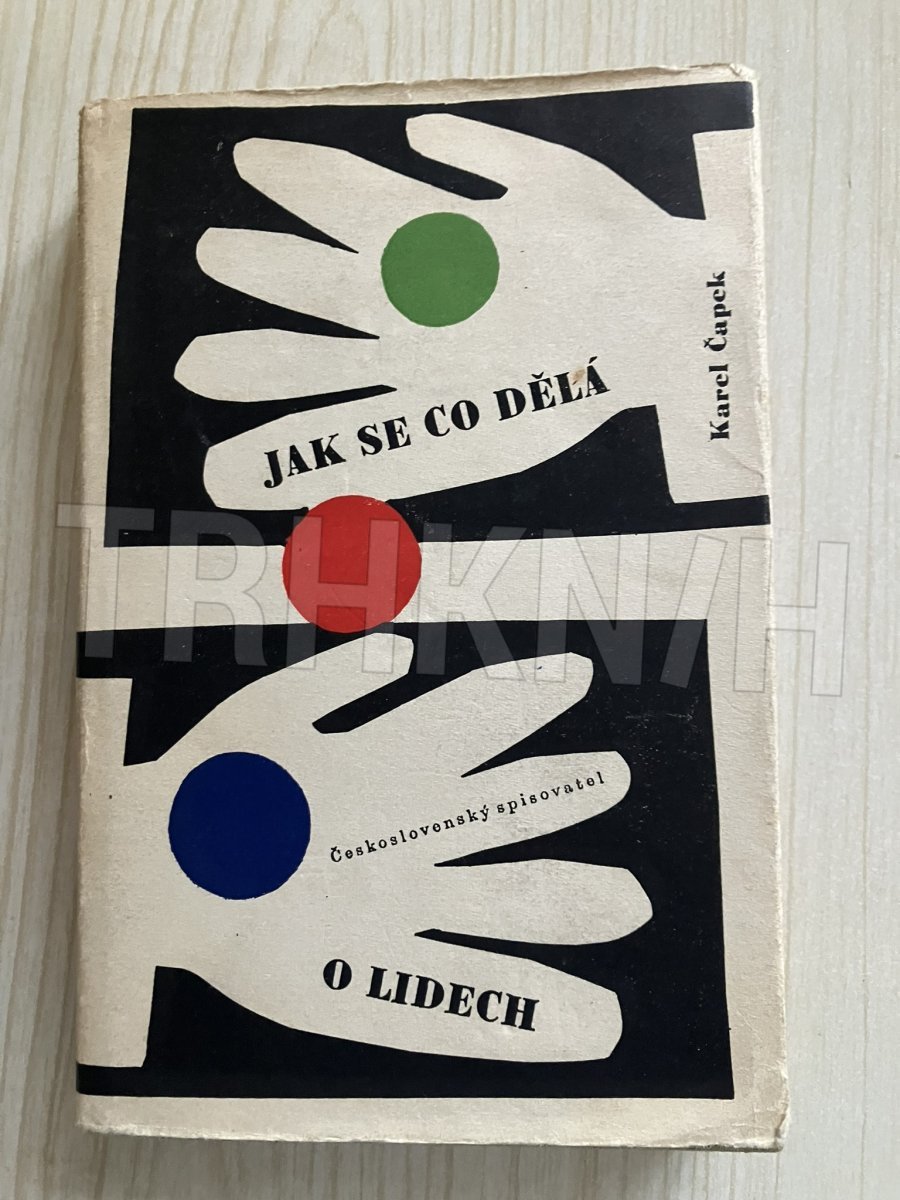 Karel Čapek
JAK SE CO DĚLÁ
TRHKNIH
Československý spisovatel
O LIDECH